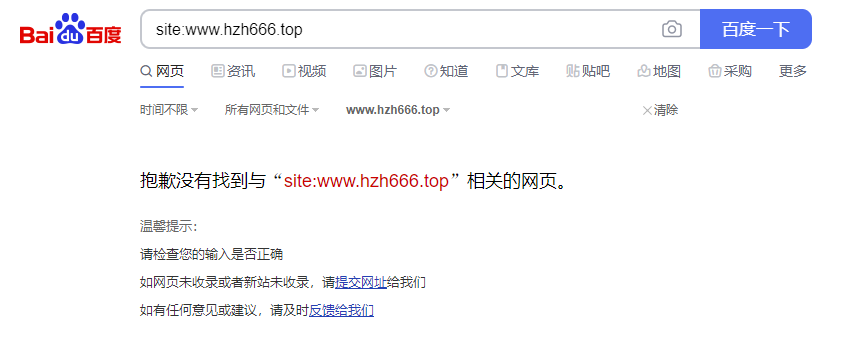 Bai du 百度 site:www.hzh666.top 百度一下
网页 资讯 视频 图片 知道 文库 贴吧 地图 采购 更多
时间不限 所有网页和文件 www.hzh666.top 清除
抱歉没有找到与“site:www.hzh666.top”相关的网页。
温馨提示：
请检查您的输入是否正确
如网页未收录或者新站未收录，请提交网址给我们
如有任何意见或建议，请及时反馈给我们